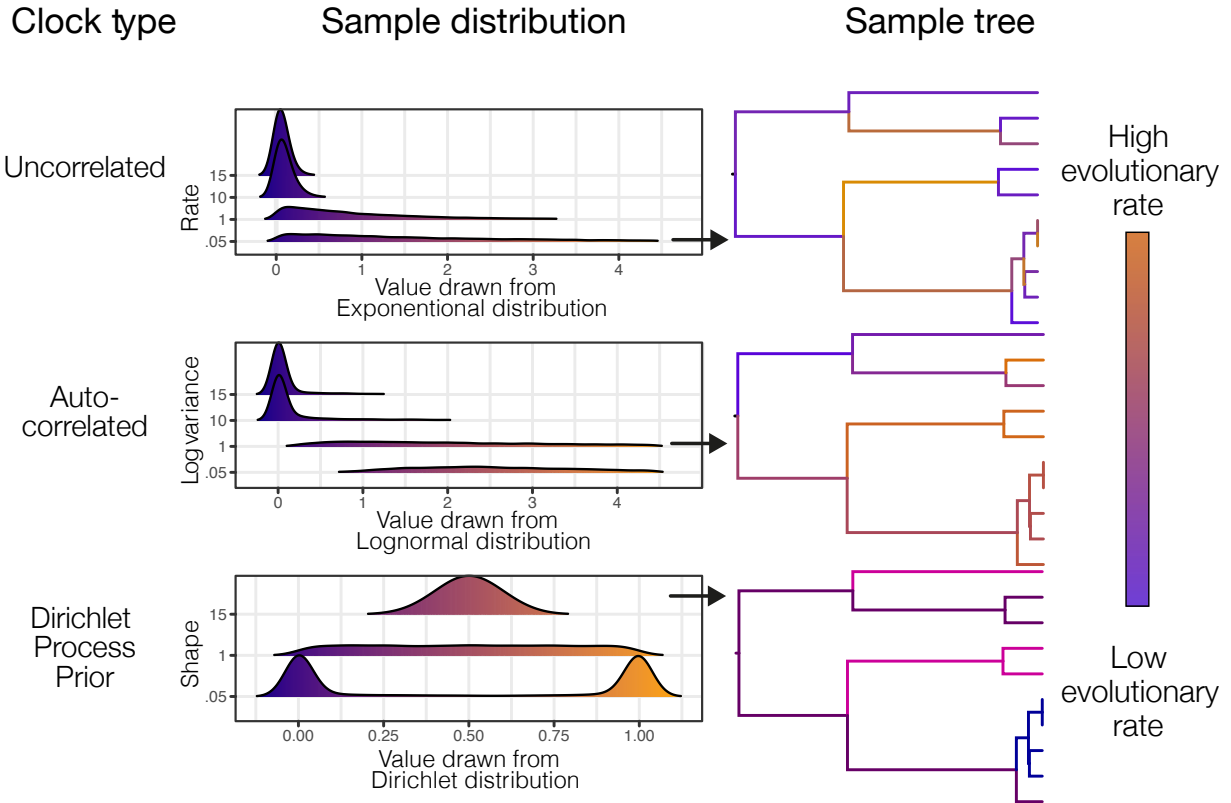 Clock type
Sample distribution
Sample tree
Uncorrelated
Rate
15
10
1
.05
0
1
2
3
4
Value drawn from
Exponentional distribution
High
evolutionary
rate
Auto-
correlated
Log variance
15
10
1
.05
0
1
2
3
4
Value drawn from
Lognormal distribution
Dirichlet
Process
Prior
Shape
15
1
.05
0.00
0.25
0.50
0.75
1.00
Value drawn from
Dirichlet distribution
Low
evolutionary
rate